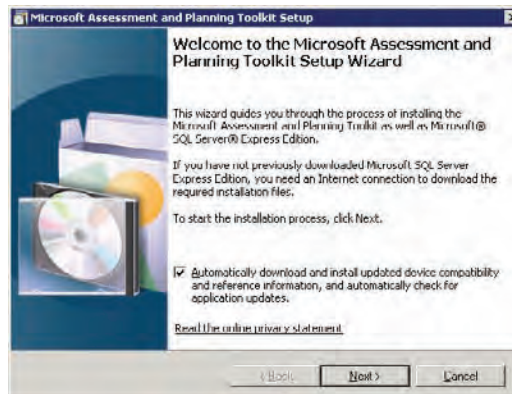 Microsoft Assessment and Planning Toolkit Setup
Welcome to the Microsoft Assessment and
Planning Toolkit Setup Wizard
This wizard guides you through the process of installing the
Microsoft Assessment and Planning Toolkit as well as Microsoft®
SQL Server® Express Edition.
If you have not previously downloaded Microsoft SQL Server
Express Edition, you need an Internet connection to download the
required installation files.
To start the installation process, click Next.
Automatically download and install updated device compatibility
and reference information, and automatically check for
application updates.
Read the online privacy statement
< Back
Next >
Cancel